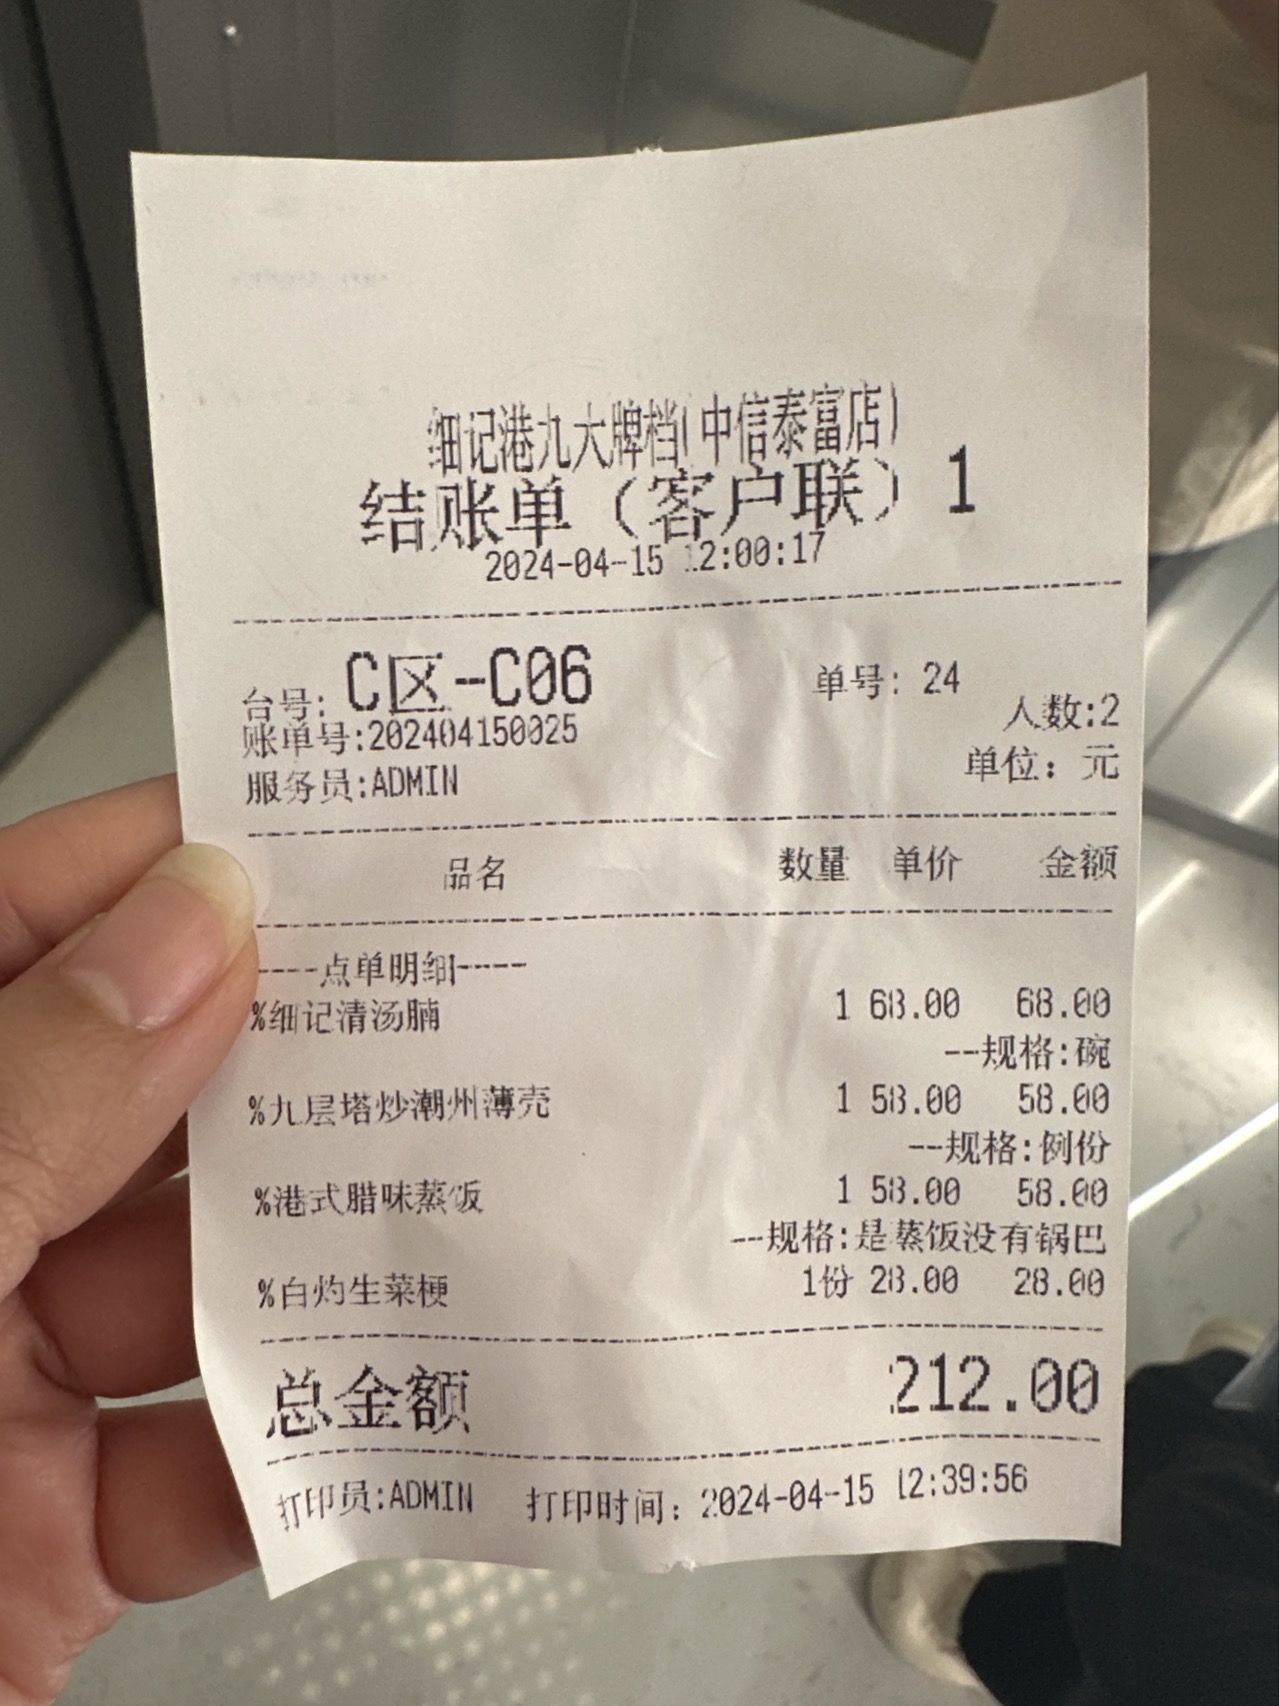 细记港九大牌档(中信泰富店)
结账单（客户联） 1
2024-04-15 12:00:17
台号: C区-C06 单号: 24
人数:2
账单号:202404150025
单位: 元
服务员:ADMIN
品名 数量 单价 金额
----点单明细----
%细记清汤腩 1 68.00 68.00
--规格:碗
%九层塔炒潮州薄壳 1 58.00 58.00
--规格:例份
%港式腊味蒸饭 1 58.00 58.00
--规格:是蒸饭没有锅巴
%白灼生菜梗 1份 28.00 28.00
总金额 212.00
打印员:ADMIN 打印时间: 2024-04-15 12:39:56